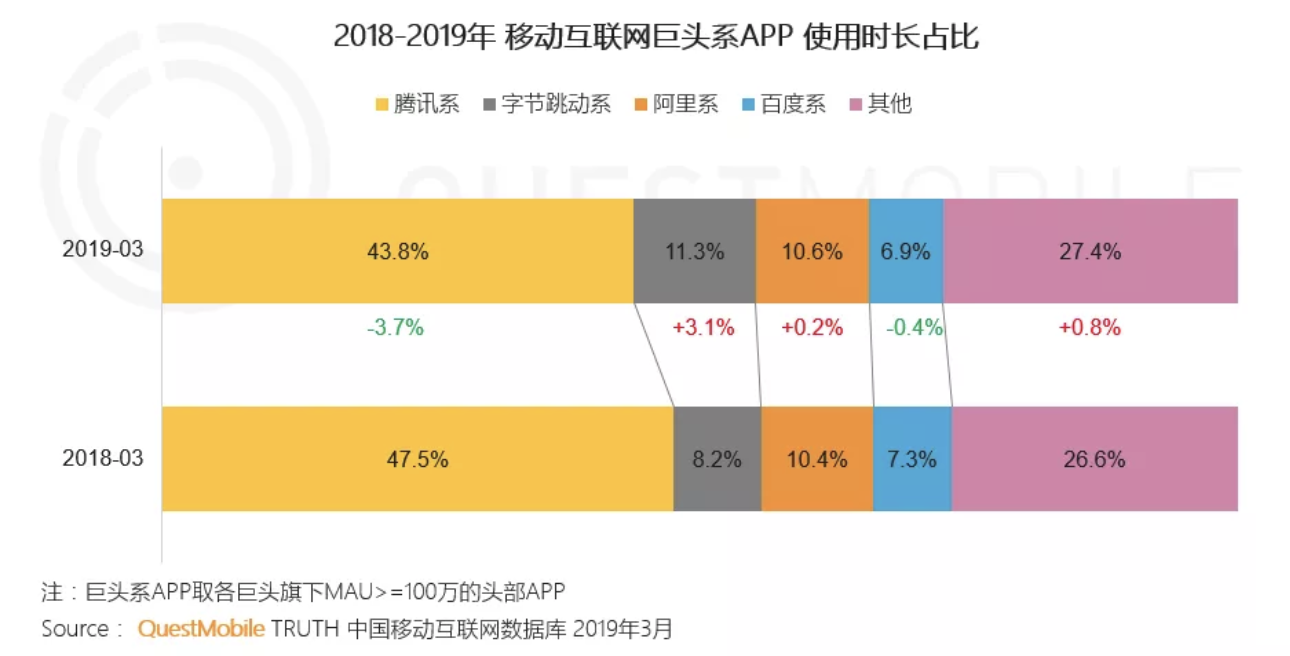 2018-2019年 移动互联网巨头系APP 使用时长占比
腾讯系 字节跳动系 阿里系 百度系 其他
QUESTMOBILE
2019-03 43.8% 11.3% 10.6% 6.9% 27.4%
-3.7% +3.1% +0.2% -0.4% +0.8%
2018-03 47.5% 8.2% 10.4% 7.3% 26.6%
注：巨头系APP取各巨头旗下MAU>=100万的头部APP
Source： QuestMobile TRUTH 中国移动互联网数据库 2019年3月